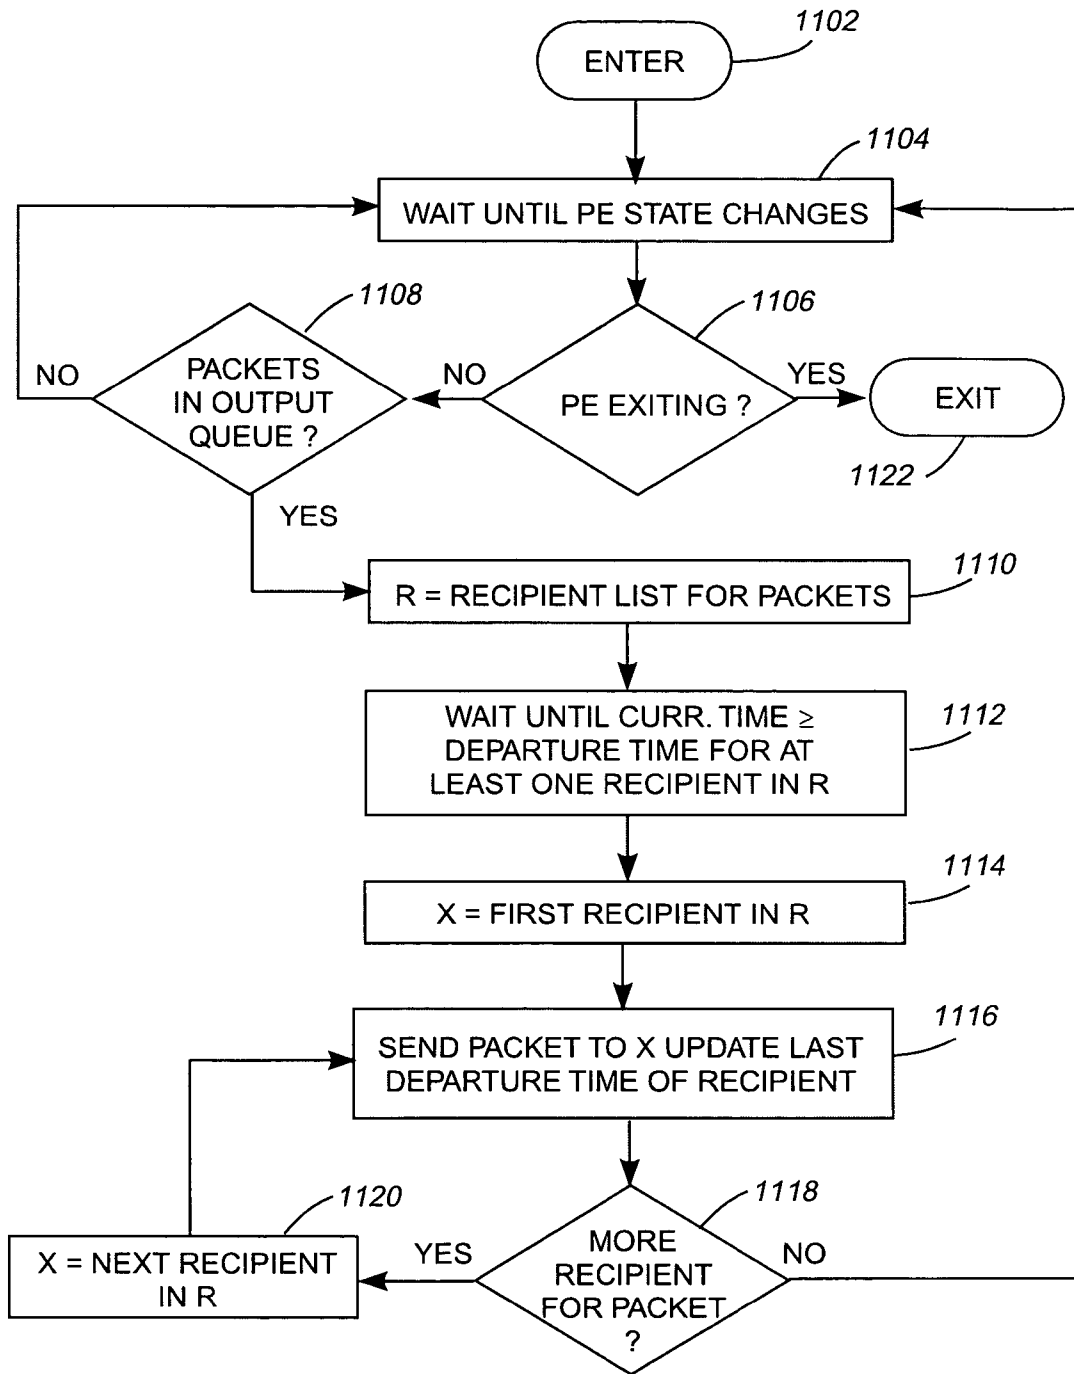 1102
ENTER
1104
WAIT UNTIL PE STATE CHANGES
1108
1106
PACKETS
IN OUTPUT
QUEUE ?
NO
NO
PE EXITING ?
YES
EXIT
1122
YES
1110
R = RECIPIENT LIST FOR PACKETS
1112
WAIT UNTIL CURR. TIME ≥
DEPARTURE TIME FOR AT
LEAST ONE RECIPIENT IN R
1114
X = FIRST RECIPIENT IN R
1116
SEND PACKET TO X UPDATE LAST
DEPARTURE TIME OF RECIPIENT
1120
1118
X = NEXT RECIPIENT
IN R
YES
MORE
RECIPIENT
FOR PACKET
?
NO